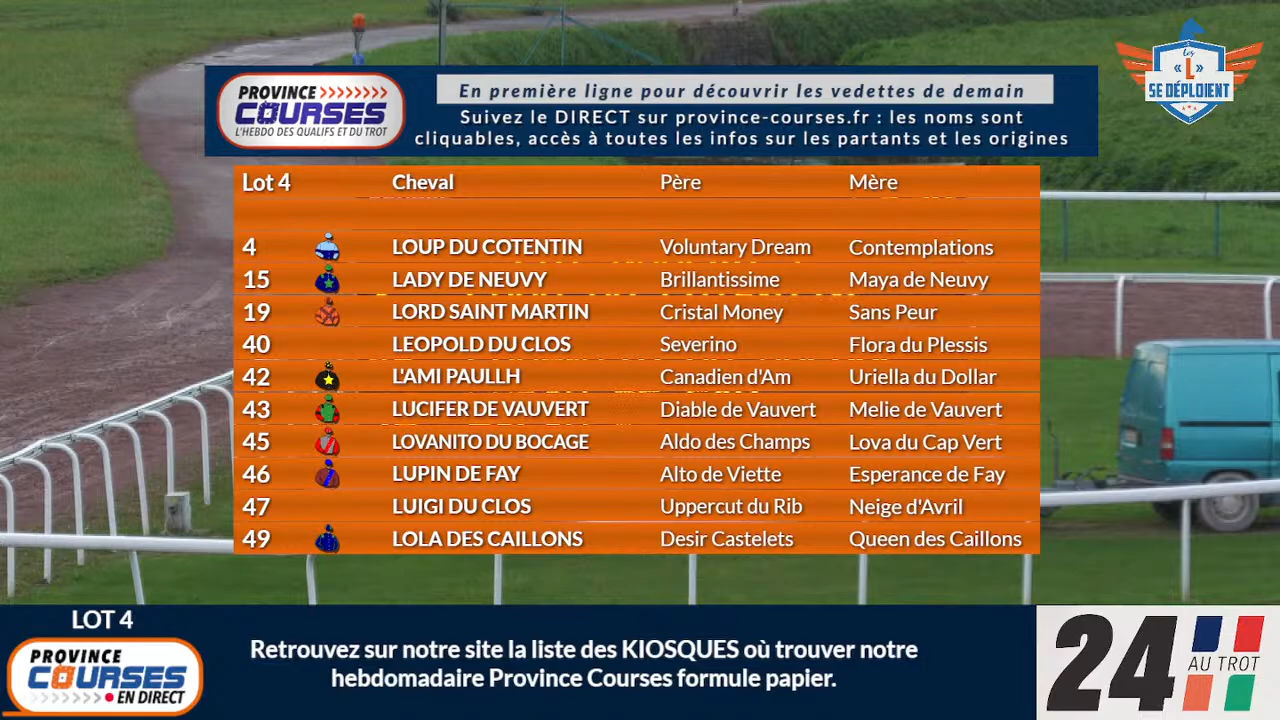 PROVINCE
COURSES
L'HEBDO DES QUALIFS ET DU TROT
En première ligne pour découvrir les vedettes de demain
Suivez le DIRECT sur province-courses.fr : les noms sont
cliquables, accès à toutes les infos sur les partants et les origines
Les
« L »
SE DÉPLOIENT
Lot 4 Cheval Père Mère
4 LOUP DU COTENTIN Voluntary Dream Contemplations
15 LADY DE NEUVY Brillantissime Maya de Neuvy
19 LORD SAINT MARTIN Cristal Money Sans Peur
40 LEOPOLD DU CLOS Severino Flora du Plessis
42 L'AMI PAULLH Canadien d'Am Uriella du Dollar
43 LUCIFER DE VAUVERT Diable de Vauvert Melie de Vauvert
45 LOVANITO DU BOCAGE Aldo des Champs Lova du Cap Vert
46 LUPIN DE FAY Alto de Viette Esperance de Fay
47 LUIGI DU CLOS Uppercut du Rib Neige d'Avril
49 LOLA DES CAILLONS Desir Castelets Queen des Caillons
LOT 4
PROVINCE
COURSES
EN DIRECT
Retrouvez sur notre site la liste des KIOSQUES où trouver notre
hebdomadaire Province Courses formule papier.
24
AU TROT